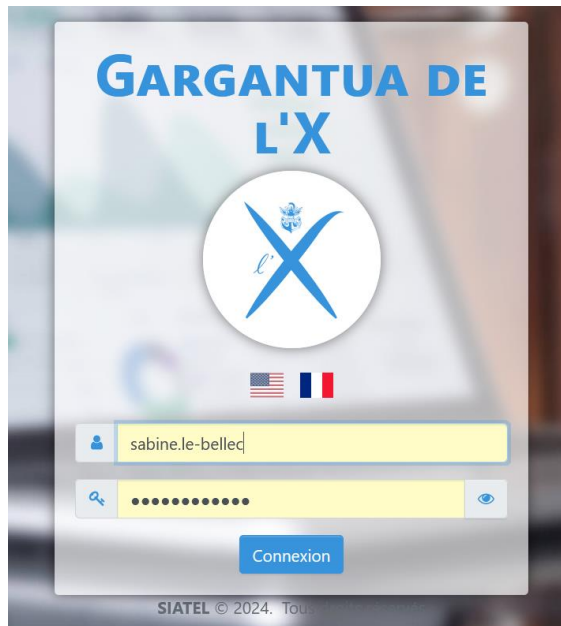 GARGANTUA DE
L'X
l'X
sabine.le-bellec
••••••••••••
Connexion
SIATEL © 2024. Tous